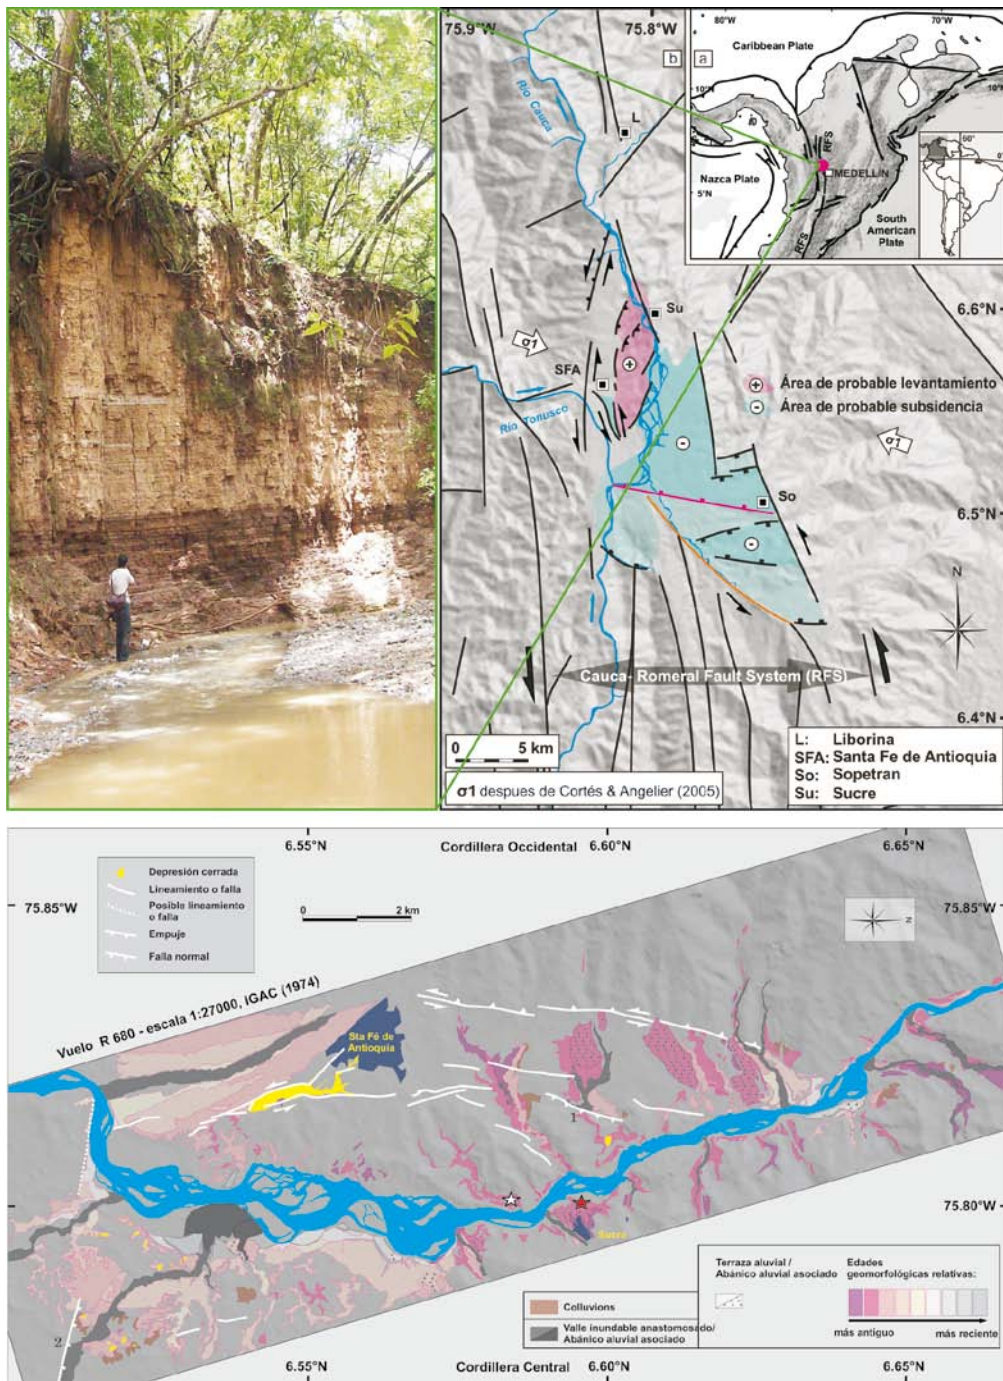 75.9°W
75.8°W
b
a
80°W
70°W
Caribbean Plate
10°N
10°N
Nazca Plate
5°N
RFS
MEDELLÍN
RFS
South
American
Plate
50°
0°
Río Cauca
L
6.6°N
Su
σ1
SFA
+
Río Tonusco
+ Área de probable levantamiento
- Área de probable subsidencia
-
σ1
So
6.5°N
-
N
Cauca- Romeral Fault System (RFS)
6.4°N
0 5 km
σ1 despues de Cortés & Angelier (2005)
L: Liborina
SFA: Santa Fe de Antioquia
So: Sopetran
Su: Sucre
6.55°N
Cordillera Occidental
6.60°N
6.65°N
Depresión cerrada
Lineamiento o falla
Posible lineamiento
o falla
Empuje
Falla normal
75.85°W
0 2 km
75.85°W
N
Vuelo R 680 - escala 1:27000, IGAC (1974)
Sta Fé de
Antioquia
1
75.80°W
Sucre
2
Colluvions
Valle inundable anastomosado/
Abánico aluvial asociado
Terraza aluvial /
Abánico aluvial asociado
Edades
geomorfológicas relativas:
más antiguo más reciente
6.55°N
Cordillera Central
6.60°N
6.65°N